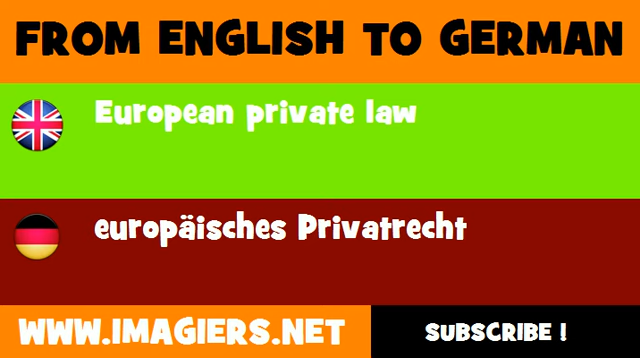 FROM ENGLISH TO GERMAN
European private law
europäisches Privatrecht
WWW.IMAGIERS.NET
SUBSCRIBE !